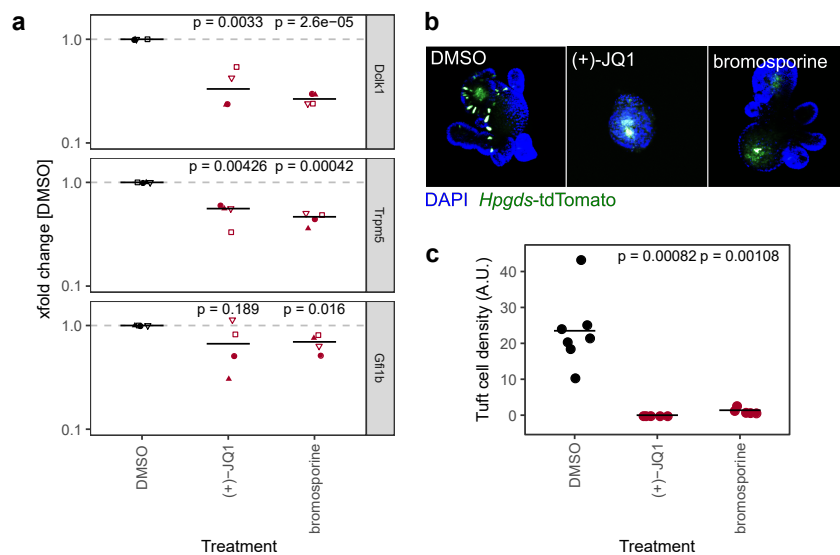 a
p = 0.0033 p = 2.6e−05
1.0
0.1
Dclk1
p = 0.00426 p = 0.00042
1.0
0.1
Trpm5
p = 0.189 p = 0.016
1.0
0.1
Gfi1b
xfold change [DMSO]
DMSO
(+)−JQ1
bromosporine
Treatment
b
DMSO
(+)-JQ1
bromosporine
DAPI Hpgds-tdTomato
c
p = 0.00082 p = 0.00108
40
30
20
10
0
Tuft cell density (A.U.)
DMSO
(+)−JQ1
bromosporine
Treatment